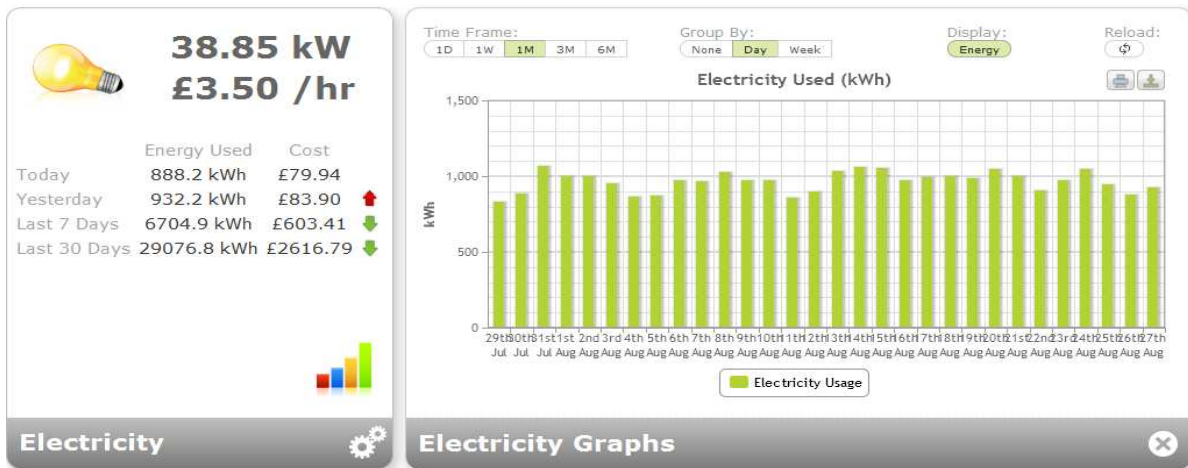 38.85 kW
£3.50 /hr
Energy Used Cost
Today 888.2 kWh £79.94
Yesterday 932.2 kWh £83.90
Last 7 Days 6704.9 kWh £603.41
Last 30 Days 29076.8 kWh £2616.79
Electricity
Time Frame: Group By: Display: Reload:
1D 1W 1M 3M 6M None Day Week Energy
Electricity Used (kWh)
1,500
1,000
500
0
kWh
29th 30th 31st 1st 2nd 3rd 4th 5th 6th 7th 8th 9th 10th 11th 12th 13th 14th 15th 16th 17th 18th 19th 20th 21st 22nd 23rd 24th 25th 26th 27th
Jul Jul Jul Aug Aug Aug Aug Aug Aug Aug Aug Aug Aug Aug Aug Aug Aug Aug Aug Aug Aug Aug Aug Aug Aug Aug Aug Aug Aug Aug
Electricity Usage
Electricity Graphs